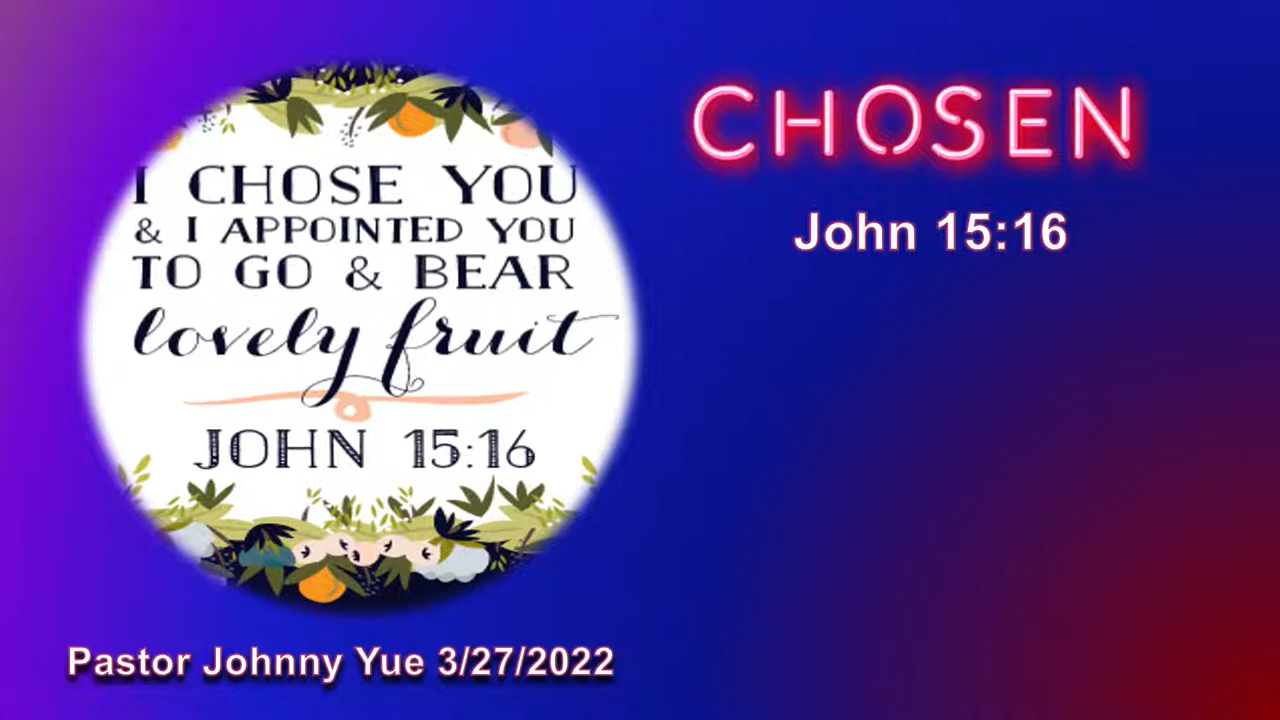 I CHOSE YOU
& I APPOINTED YOU
TO GO & BEAR
lovely fruit
JOHN 15:16
CHOSEN
John 15:16
Pastor Johnny Yue 3/27/2022